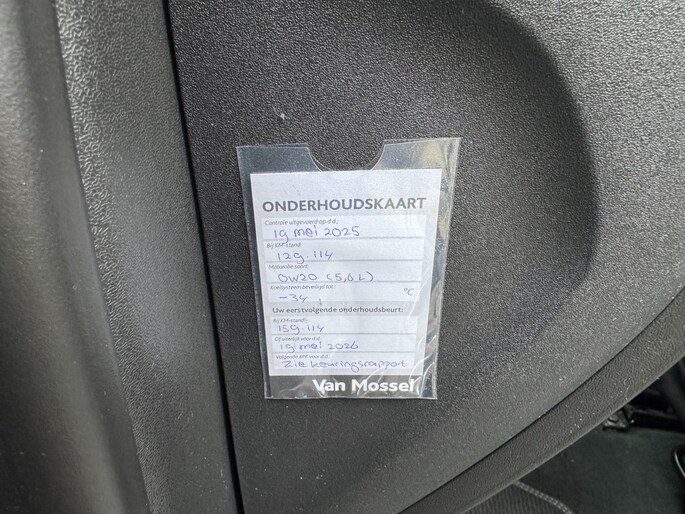 ONDERHOUDSKAART
Controle uitgevoerd op d.d.:
19 mei 2025
Bij KM-stand:
129.114
Motorolie soort:
0W20 (5,6L)
Koelsysteem beveiligd tot:
-34 °C
Uw eerstvolgende onderhoudsbeurt:
Bij KM-stand:
159.114
Of uiterlijk voor d.d.
19 mei 2026
Volgende APK voor d.d.
Zie keuringsrapport
Van Mossel